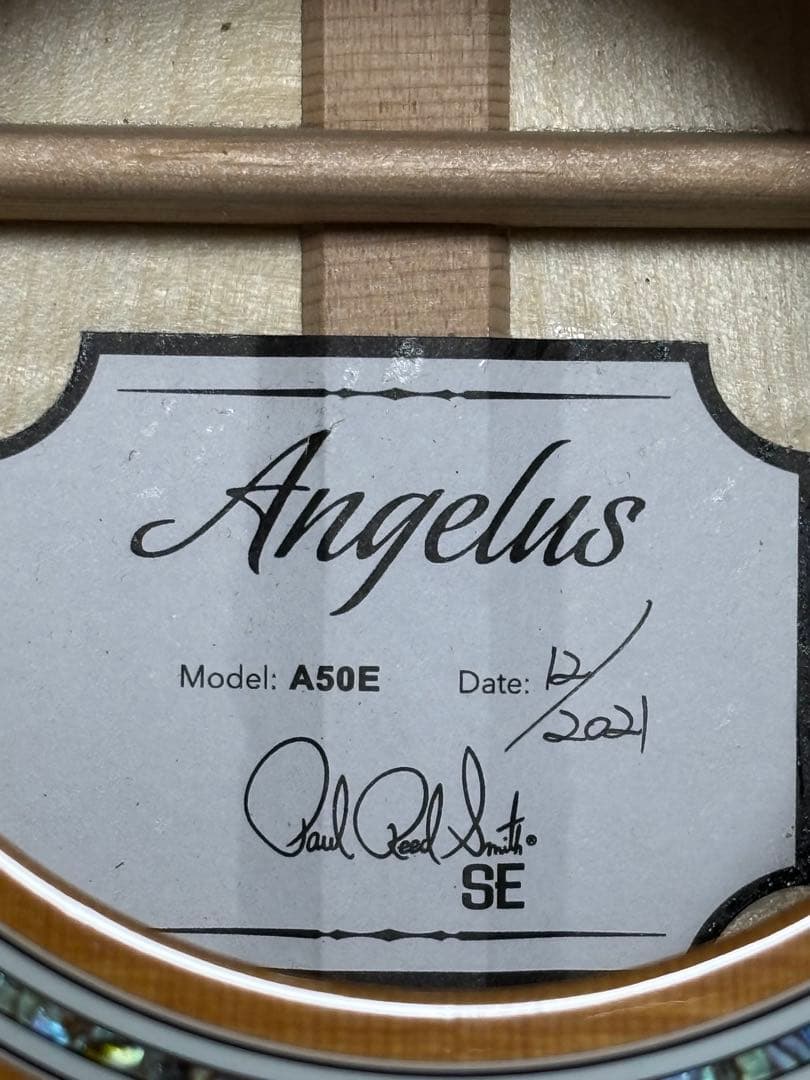 Angelus
Model: A50E Date: 12/2021
Paul Reed Smith®
SE